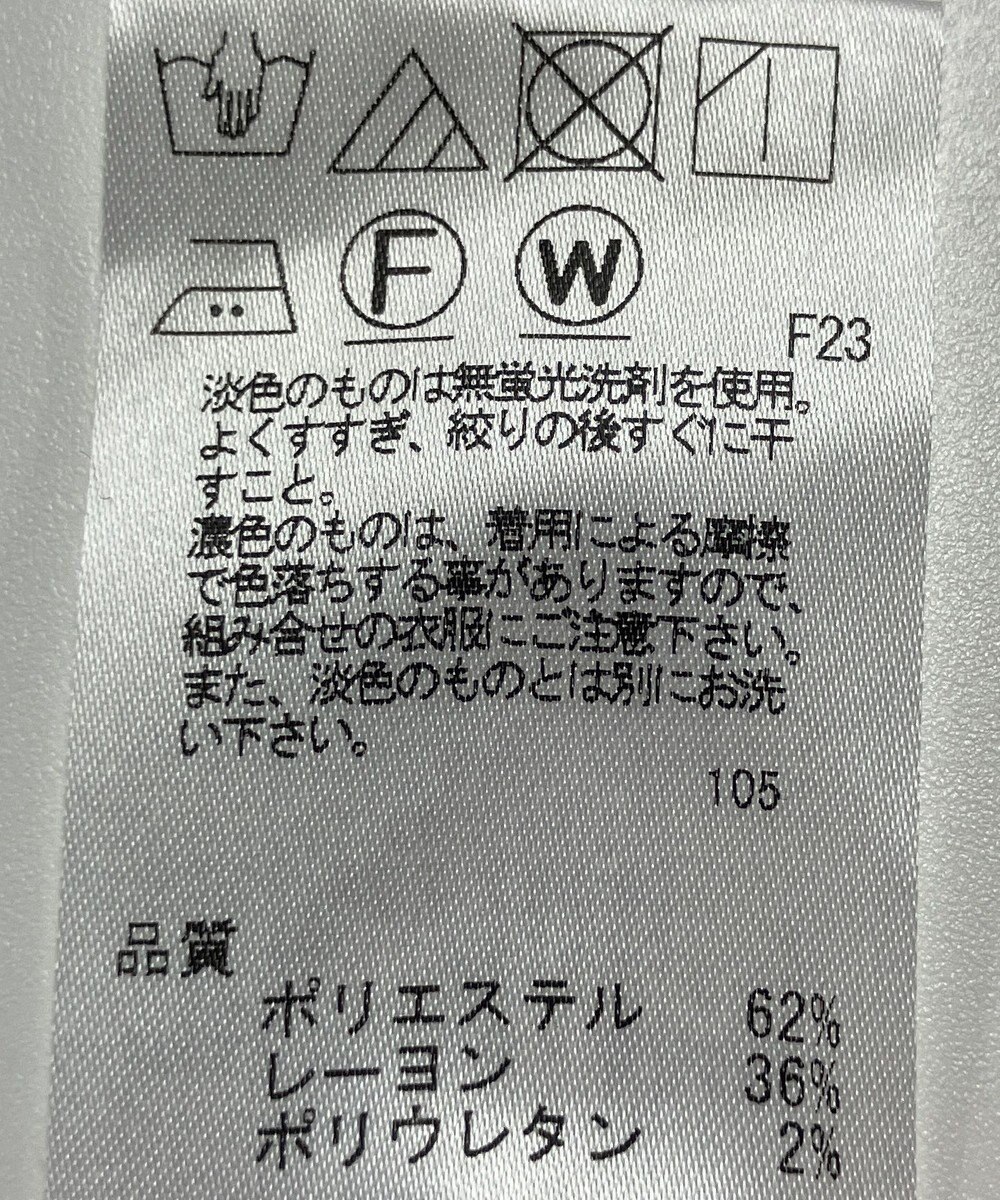 F W
F23
淡色のものは無蛍光洗剤を使用。
よくすすぎ、絞りの後すぐに干
すこと。
濃色のものは、着用による摩擦
で色落ちする事がありますので、
組み合せの衣服にご注意下さい。
また、淡色のものとは別にお洗
い下さい。
105
品質
ポリエステル 62%
レーヨン 36%
ポリウレタン 2%